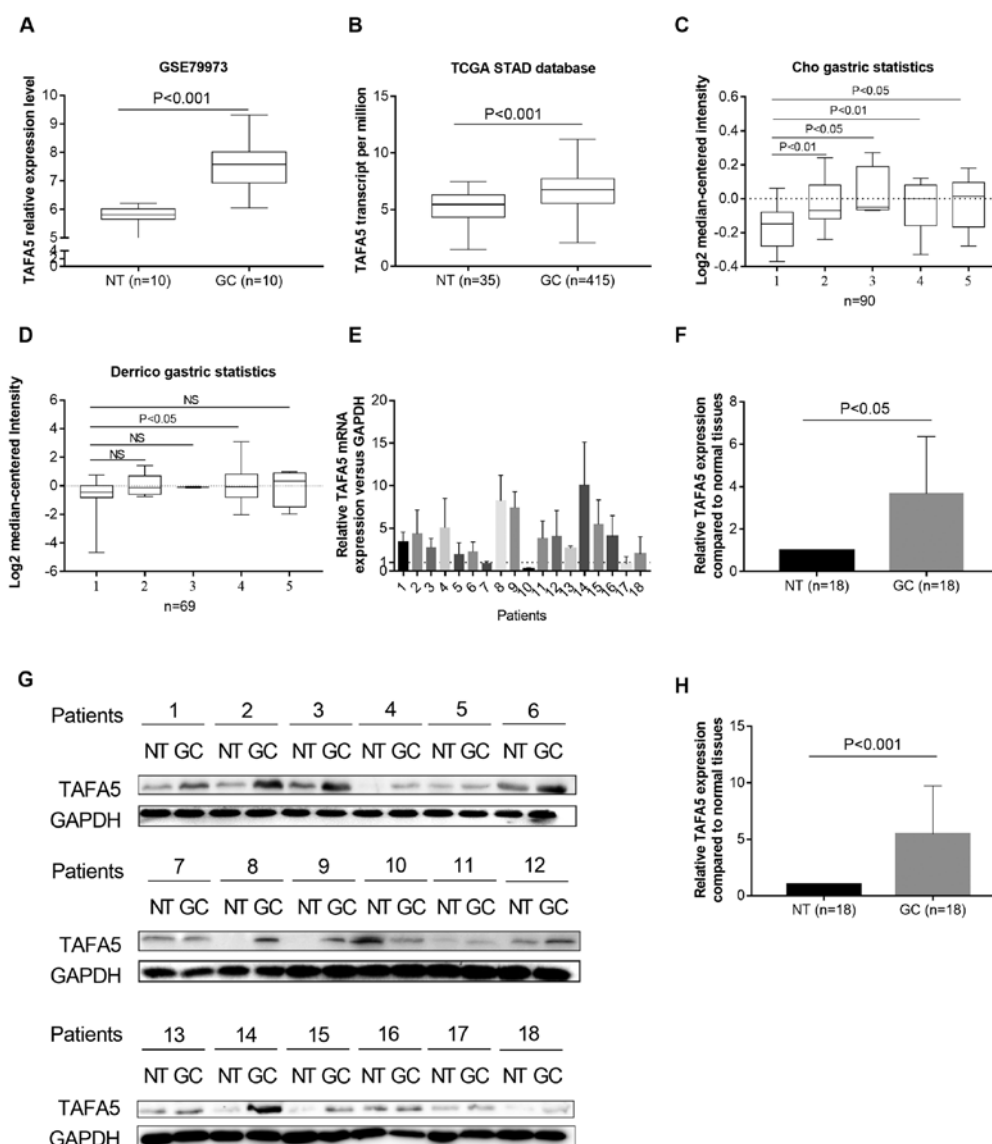 A
GSE79973
TAFA5 relative expression level
10
9
8
7
6
5
4
2
0
P<0.001
NT (n=10) GC (n=10)
B
TCGA STAD database
TAFA5 transcript per million
15
10
5
0
P<0.001
NT (n=35) GC (n=415)
C
Cho gastric statistics
Log2 median-centered intensity
0.6
0.4
0.2
0.0
-0.2
-0.4
P<0.05
P<0.01
P<0.05
P<0.01
1 2 3 4 5
n=90
D
Derrico gastric statistics
Log2 median-centered intensity
6
4
2
0
-2
-4
-6
NS
P<0.05
NS
NS
1 2 3 4 5
n=69
E
Relative TAFA5 mRNA
expression versus GAPDH
20
15
10
5
1
0
1 2 3 4 5 6 7 8 9 10 11 12 13 14 15 16 17 18
Patients
F
Relative TAFA5 expression
compared to normal tissues
8
6
4
2
0
P<0.05
NT (n=18) GC (n=18)
G
Patients 1 2 3 4 5 6
NT GC NT GC NT GC NT GC NT GC NT GC
TAFA5
GAPDH
Patients 7 8 9 10 11 12
NT GC NT GC NT GC NT GC NT GC NT GC
TAFA5
GAPDH
Patients 13 14 15 16 17 18
NT GC NT GC NT GC NT GC NT GC NT GC
TAFA5
GAPDH
H
Relative TAFA5 expression
compared to normal tissues
15
10
5
0
P<0.001
NT (n=18) GC (n=18)